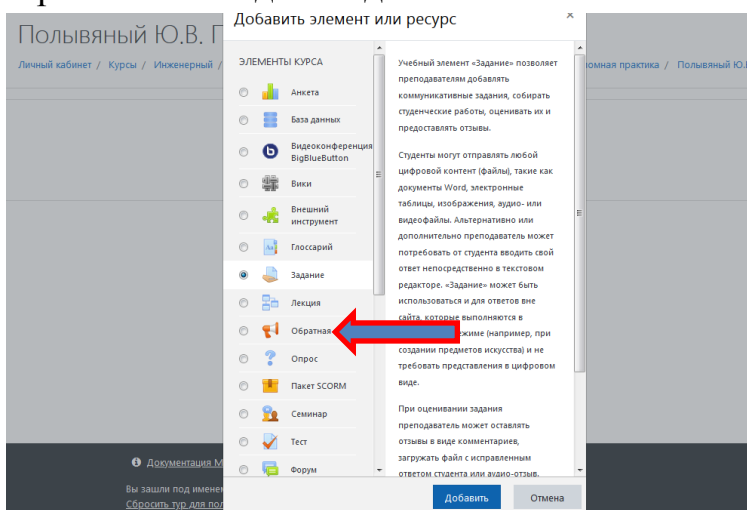 Добавить элемент или ресурс
×
Полывяный Ю.В.
Личный кабинет / Курсы / Инженерный /
практика / Полывяный Ю.
ЭЛЕМЕНТЫ КУРСА
Анкета
База данных
Видеоконференция
BigBlueButton
Вики
Внешний
инструмент
Глоссарий
Задание
Лекция
Обратная
Опрос
Пакет SCORM
Семинар
Тест
Форум
Учебный элемент «Задание» позволяет
преподавателям добавлять
коммуникативные задания, собирать
студенческие работы, оценивать их и
предоставлять отзывы.
Студенты могут отправлять любой
цифровой контент (файлы), такие как
документы Word, электронные
таблицы, изображения, аудио- или
видеофайлы. Альтернативно или
дополнительно преподаватель может
потребовать от студента вводить свой
ответ непосредственно в текстовом
редакторе. «Задание» может быть
использоваться и для ответов вне
сайта, которые выполняются в
(например, при
создании предметов искусства) и не
требовать представления в цифровом
виде.
При оценивании задания
преподаватель может оставлять
отзывы в виде комментариев,
загружать файл с исправленным
ответом студента или аудио-отзыв.
Документация
Вы зашли под
Сбросить тур для
Добавить
Отмена